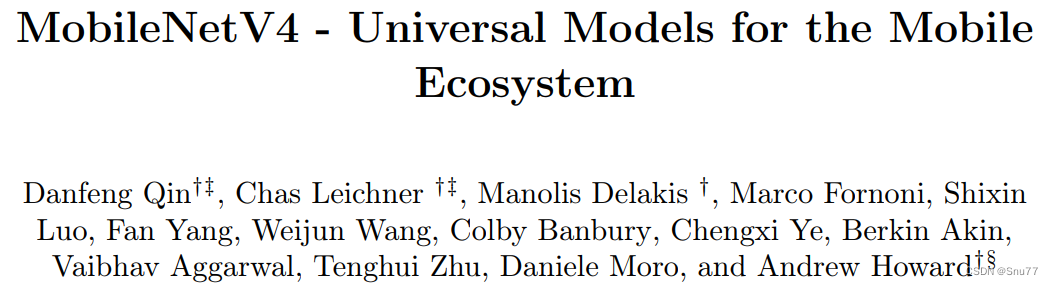 MobileNetV4 - Universal Models for the Mobile
Ecosystem
Danfeng Qin†‡, Chas Leichner †‡, Manolis Delakis †, Marco Fornoni, Shixin
Luo, Fan Yang, Weijun Wang, Colby Banbury, Chengxi Ye, Berkin Akin,
Vaibhav Aggarwal, Tenghui Zhu, Daniele Moro, and Andrew Howard†§
CSDN @Snu77